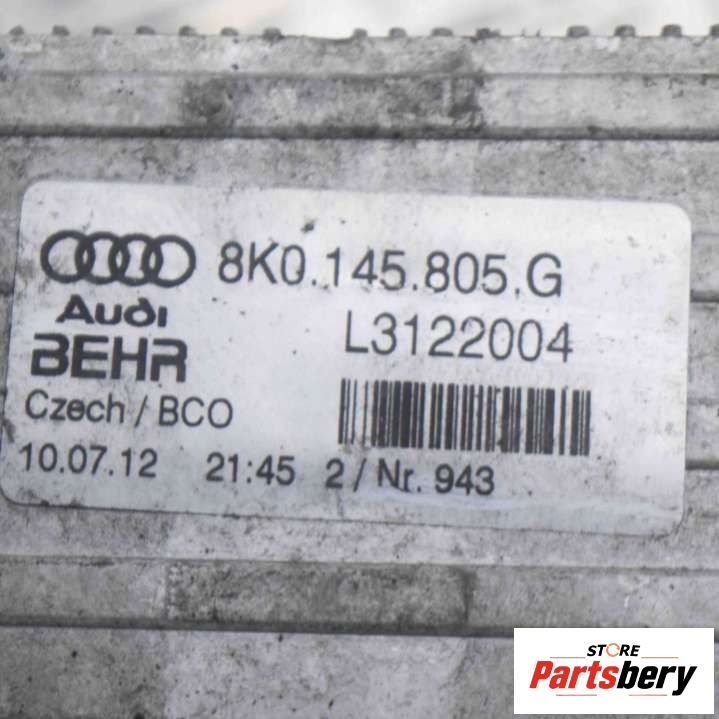 8K0.145.805.G
Audi
L3122004
BEHR
Czech / BCO
10.07.12 21:45 2 / Nr. 943
STORE
Partsbery